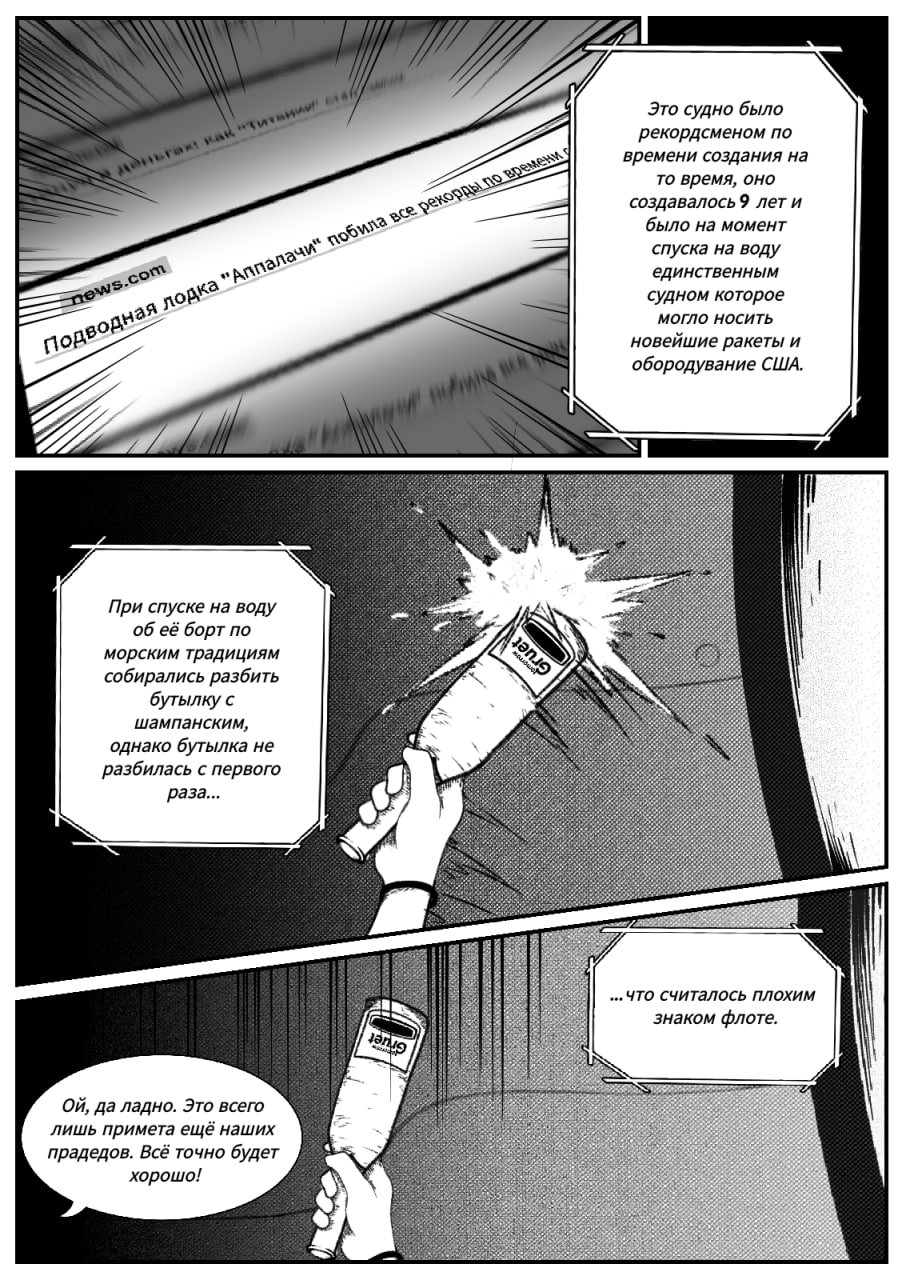 деньгах! как "Титаник" стал
news.com
Подводная лодка "Аппалачи" побила все рекорды по времени с
Это судно было
рекордсменом по
времени создания на
то время, оно
создавалось 9 лет и
было на момент
спуска на воду
единственным
судном которое
могло носить
новейшие ракеты и
обородувание США.
При спуске на воду
об её борт по
морским традициям
собирались разбить
бутылку с
шампанским,
однако бутылка не
разбилась с первого
раза...
Gruet
...что считалось плохим
знаком флоте.
Gruet
Ой, да ладно. Это всего
лишь примета ещё наших
прадедов. Всё точно будет
хорошо!